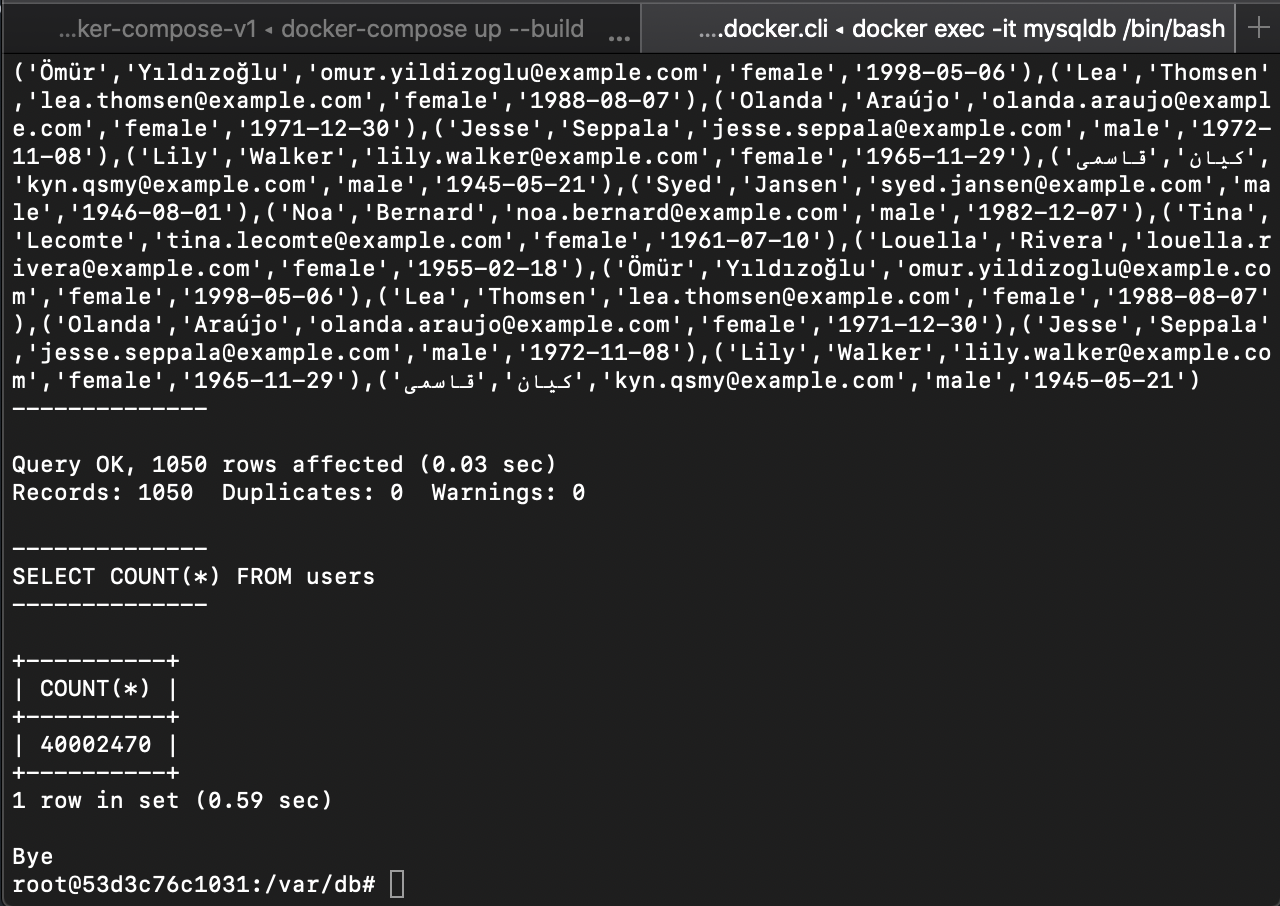 ...ker-compose-v1 ◂ docker-compose up --build ...
....docker.cli ◂ docker exec -it mysqldb /bin/bash +
('Ömür','Yıldızoğlu','omur.yildizoglu@example.com','female','1998-05-06'),('Lea','Thomsen'
,'lea.thomsen@example.com','female','1988-08-07'),('Olanda','Araújo','olanda.araujo@exampl
e.com','female','1971-12-30'),('Jesse','Seppala','jesse.seppala@example.com','male','1972-
11-08'),('Lily','Walker','lily.walker@example.com','female','1965-11-29'),('کیان','قاسمی',
'kyn.qsmy@example.com','male','1945-05-21'),('Syed','Jansen','syed.jansen@example.com','ma
le','1946-08-01'),('Noa','Bernard','noa.bernard@example.com','male','1982-12-07'),('Tina',
'Lecomte','tina.lecomte@example.com','female','1961-07-10'),('Louella','Rivera','louella.r
ivera@example.com','female','1955-02-18'),('Ömür','Yıldızoğlu','omur.yildizoglu@example.co
m','female','1998-05-06'),('Lea','Thomsen','lea.thomsen@example.com','female','1988-08-07'
),('Olanda','Araújo','olanda.araujo@example.com','female','1971-12-30'),('Jesse','Seppala'
,'jesse.seppala@example.com','male','1972-11-08'),('Lily','Walker','lily.walker@example.co
m','female','1965-11-29'),('کیان','قاسمی','kyn.qsmy@example.com','male','1945-05-21')
--------------
Query OK, 1050 rows affected (0.03 sec)
Records: 1050  Duplicates: 0  Warnings: 0
--------------
SELECT COUNT(*) FROM users
--------------
+----------+
| COUNT(*) |
+----------+
| 40002470 |
+----------+
1 row in set (0.59 sec)
Bye
root@53d3c76c1031:/var/db#